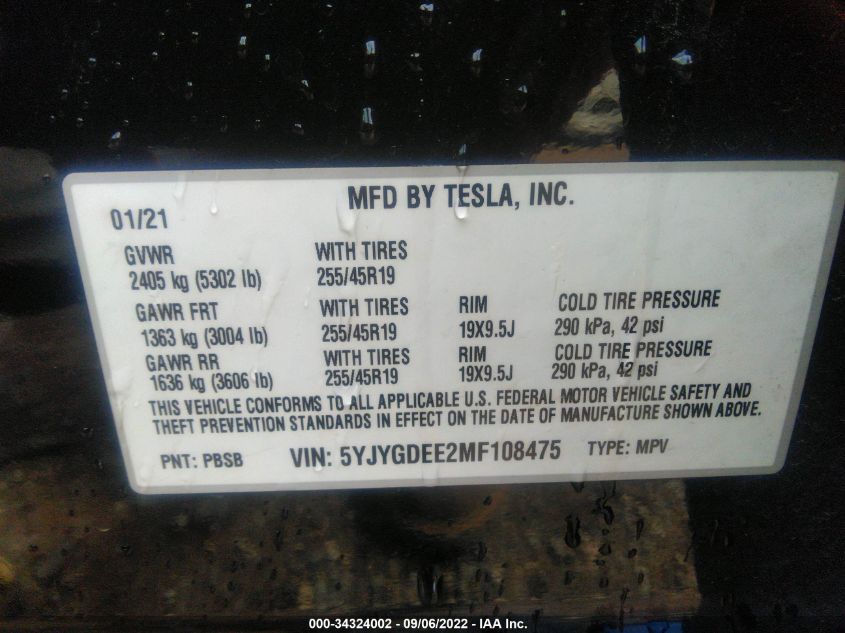 MFD BY TESLA, INC.
01/21
GVWR WITH TIRES
2405 kg (5302 lb) 255/45R19
GAWR FRT WITH TIRES RIM COLD TIRE PRESSURE
1363 kg (3004 lb) 255/45R19 19X9.5J 290 kPa, 42 psi
GAWR RR WITH TIRES RIM COLD TIRE PRESSURE
1636 kg (3606 lb) 255/45R19 19X9.5J 290 kPa, 42 psi
THIS VEHICLE CONFORMS TO ALL APPLICABLE U.S. FEDERAL MOTOR VEHICLE SAFETY AND
THEFT PREVENTION STANDARDS IN EFFECT ON THE DATE OF MANUFACTURE SHOWN ABOVE.
PNT: PBSB VIN: 5YJYGDEE2MF108475 TYPE: MPV
000-34324002 - 09/06/2022 - IAA Inc.